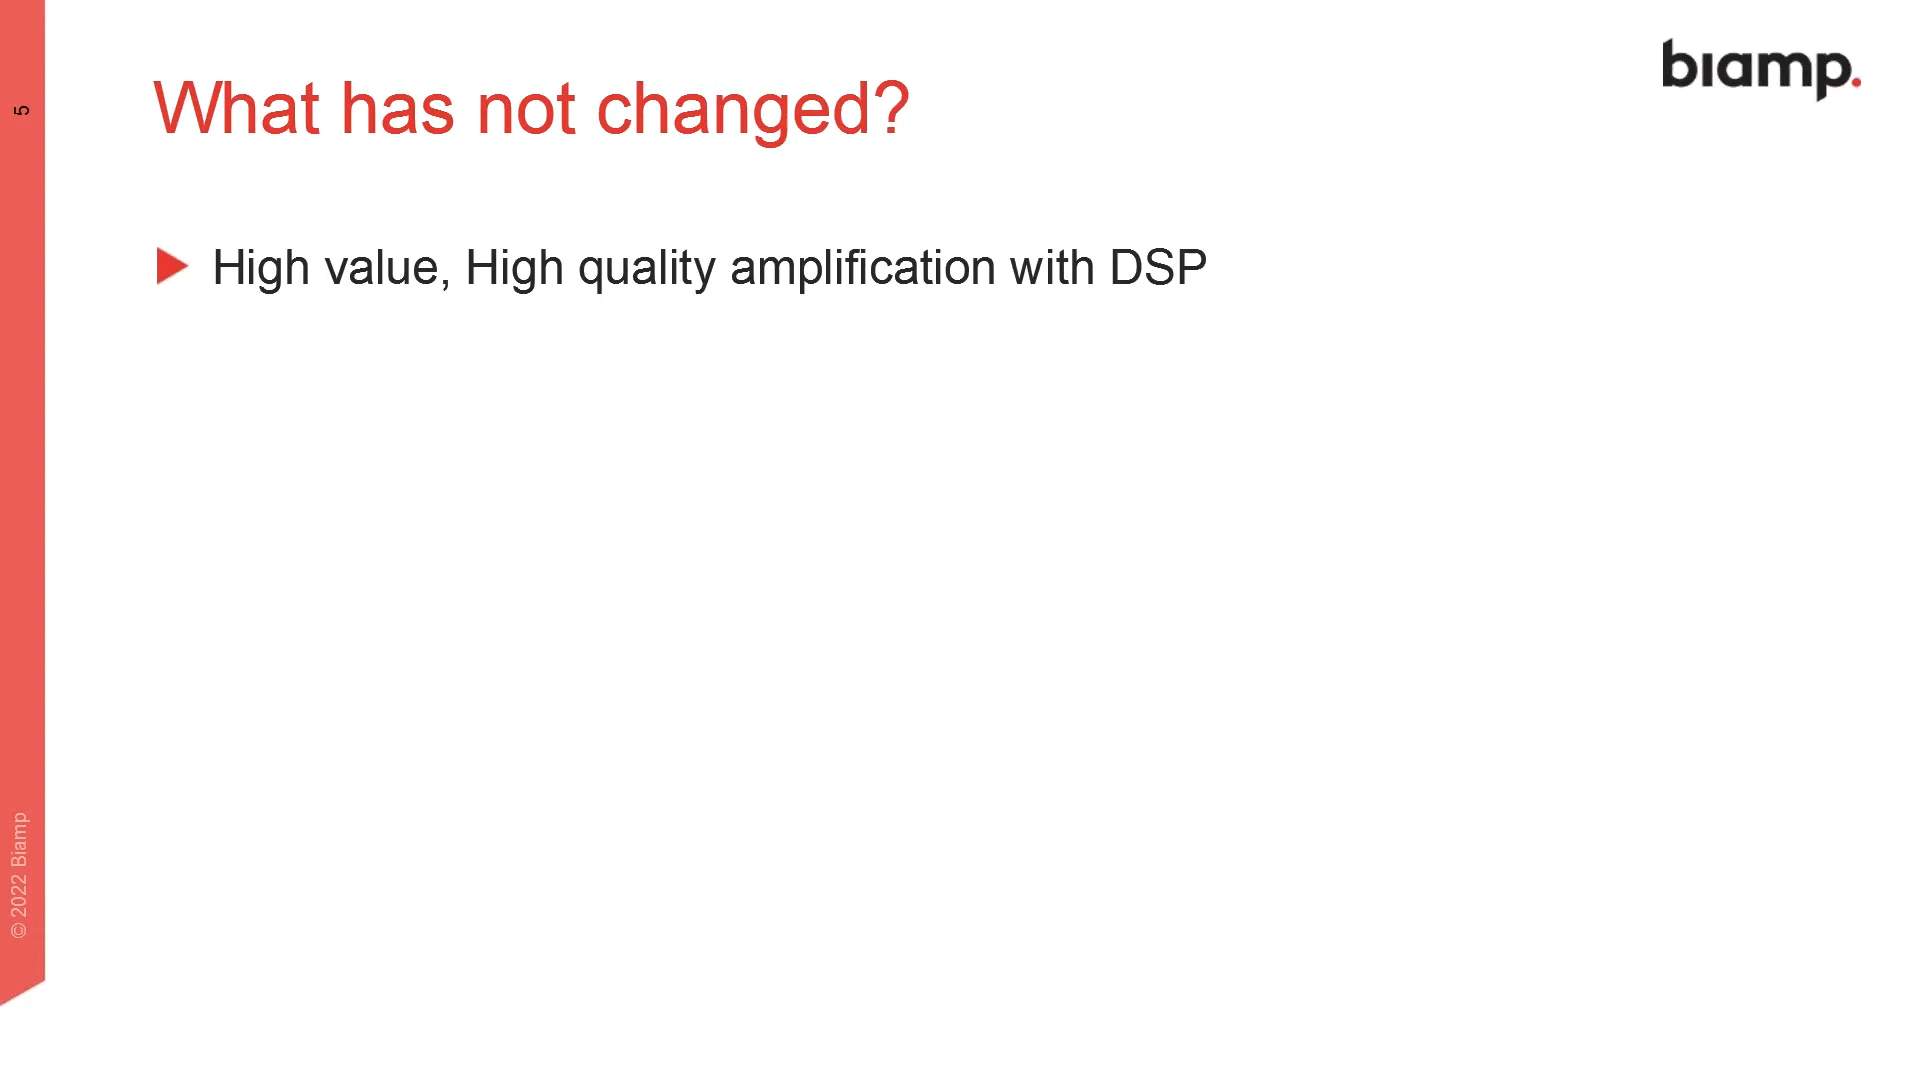 What has not changed?
biamp.
High value, High quality amplification with DSP
5
© 2022 Biamp